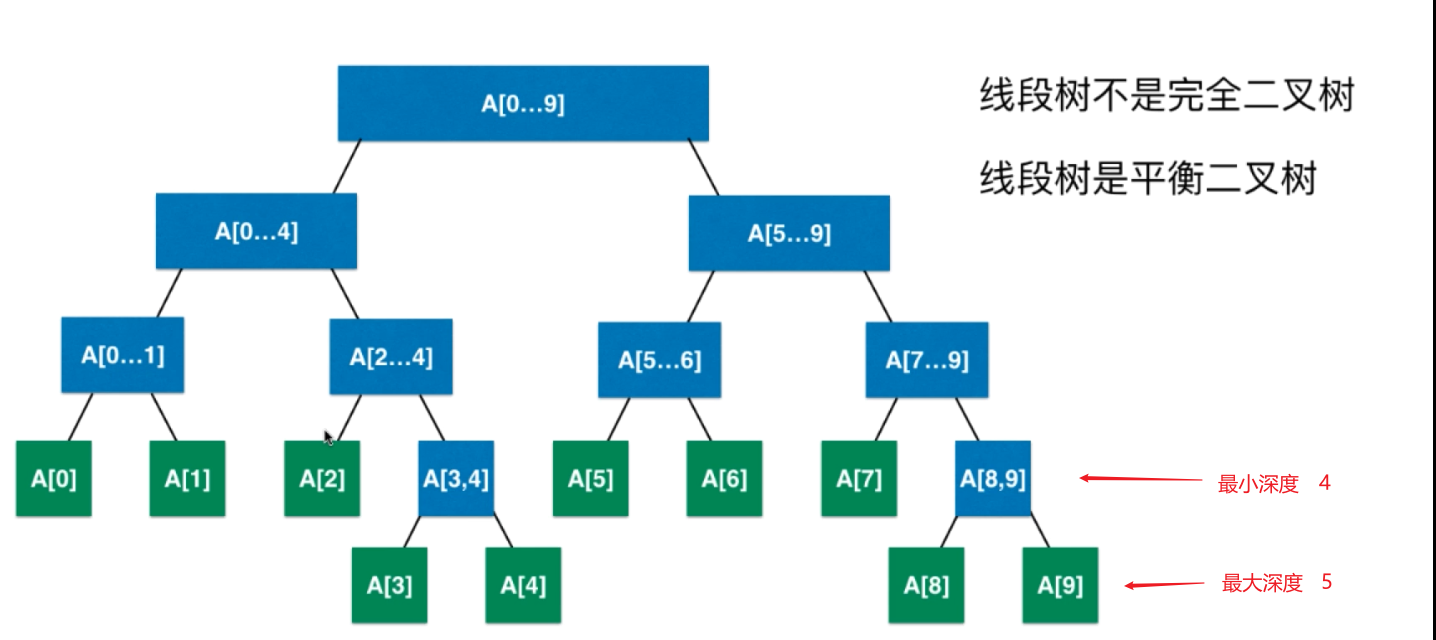 A[0...9]
线段树不是完全二叉树
线段树是平衡二叉树
A[0...4]
A[5...9]
A[0...1]
A[2...4]
A[5...6]
A[7...9]
A[0]
A[1]
A[2]
A[3,4]
A[5]
A[6]
A[7]
A[8,9]
最小深度 4
A[3]
A[4]
A[8]
A[9]
最大深度 5